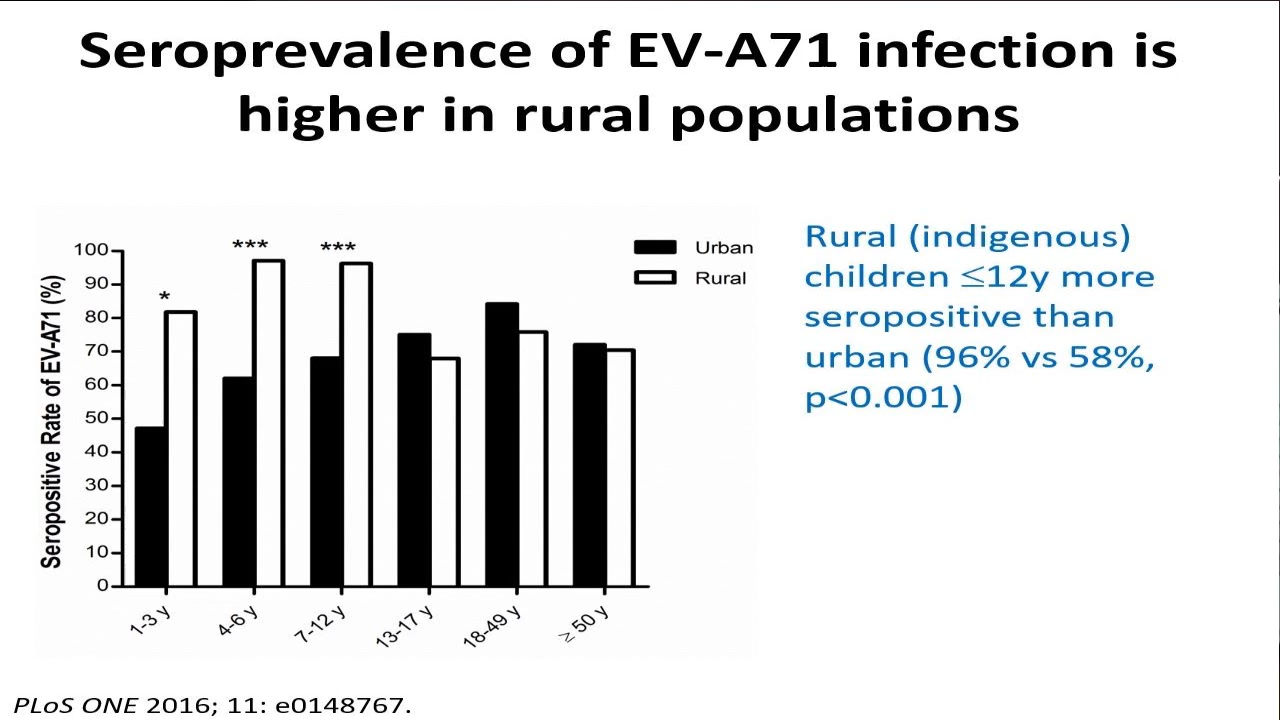 Seroprevalence of EV-A71 infection is
higher in rural populations
Seropositive Rate of EV-A71 (%)
100
90
80
70
60
50
40
30
20
10
0
*
***
***
Urban
Rural
1-3 y
4-6 y
7-12 y
13-17 y
18-49 y
≥ 50 y
Rural (indigenous)
children ≤12y more
seropositive than
urban (96% vs 58%,
p<0.001)
PLoS ONE 2016; 11: e0148767.